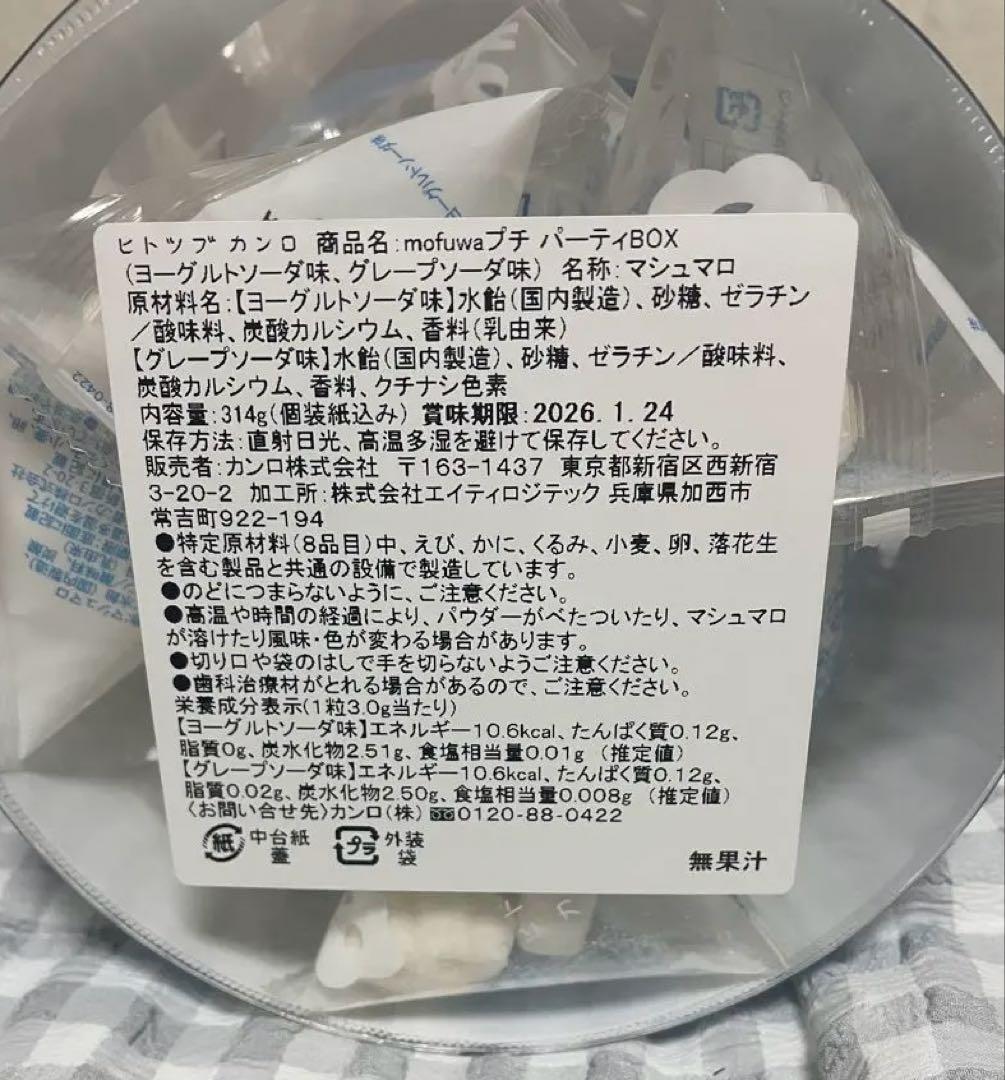 ヒトツブ カンロ 商品名:mofuwaプチ パーティBOX
(ヨーグルトソーダ味、グレープソーダ味) 名称:マシュマロ
原材料名:【ヨーグルトソーダ味】水飴(国内製造)、砂糖、ゼラチン
/酸味料、炭酸カルシウム、香料(乳由来)
【グレープソーダ味】水飴(国内製造)、砂糖、ゼラチン/酸味料、
炭酸カルシウム、香料、クチナシ色素
内容量:314g(個装紙込み) 賞味期限:2026.1.24
保存方法:直射日光、高温多湿を避けて保存してください。
販売者:カンロ株式会社 〒163-1437 東京都新宿区西新宿
3-20-2 加工所:株式会社エイティロジテック 兵庫県加西市
常吉町922-194
●特定原材料(8品目)中、えび、かに、くるみ、小麦、卵、落花生
を含む製品と共通の設備で製造しています。
●のどにつまらないように、ご注意ください。
●高温や時間の経過により、パウダーがべたついたり、マシュマロ
が溶けたり風味・色が変わる場合があります。
●切り口や袋のはしで手を切らないようご注意ください。
●歯科治療材がとれる場合があるので、ご注意ください。
栄養成分表示(1粒3.0g当たり)
【ヨーグルトソーダ味】エネルギー10.6kcal、たんぱく質0.12g、
脂質0g、炭水化物2.51g、食塩相当量0.01g (推定値)
【グレープソーダ味】エネルギー10.6kcal、たんぱく質0.12g、
脂質0.02g、炭水化物2.50g、食塩相当量0.008g (推定値)
〈お問い合せ先〉カンロ(株) 0120-88-0422
紙 中台紙 プラ 外装
蓋 袋
無果汁
ヨーグルトソーダ味